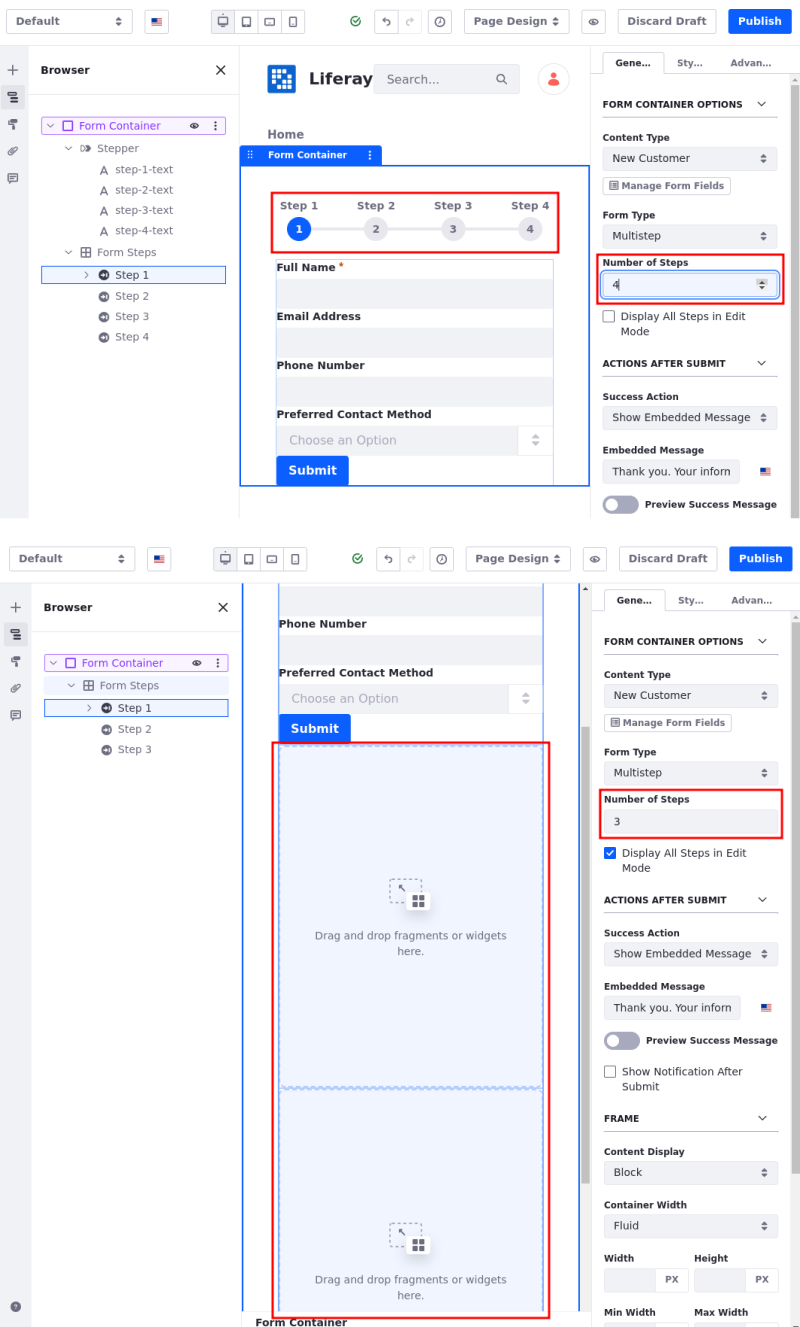 Default
Page Design
Discard Draft
Publish
Browser
Form Container
Stepper
step-1-text
step-2-text
step-3-text
step-4-text
Form Steps
Step 1
Step 2
Step 3
Step 4
Liferay
Search...
Home
Form Container
Step 1 Step 2 Step 3 Step 4
1 2 3 4
Full Name *
Email Address
Phone Number
Preferred Contact Method
Choose an Option
Submit
Gene... Sty... Advan...
FORM CONTAINER OPTIONS
Content Type
New Customer
Manage Form Fields
Form Type
Multistep
Number of Steps
4
Display All Steps in Edit
Mode
ACTIONS AFTER SUBMIT
Success Action
Show Embedded Message
Embedded Message
Thank you. Your inforn
Preview Success Message
Default
Page Design
Discard Draft
Publish
Browser
Form Container
Form Steps
Step 1
Step 2
Step 3
Phone Number
Preferred Contact Method
Choose an Option
Submit
Drag and drop fragments or widgets
here.
Drag and drop fragments or widgets
here.
Form Container
Gene... Sty... Advan...
FORM CONTAINER OPTIONS
Content Type
New Customer
Manage Form Fields
Form Type
Multistep
Number of Steps
3
Display All Steps in Edit
Mode
ACTIONS AFTER SUBMIT
Success Action
Show Embedded Message
Embedded Message
Thank you. Your inforn
Preview Success Message
Show Notification After
Submit
FRAME
Content Display
Block
Container Width
Fluid
Width Height
PX PX
Min Width Max Width